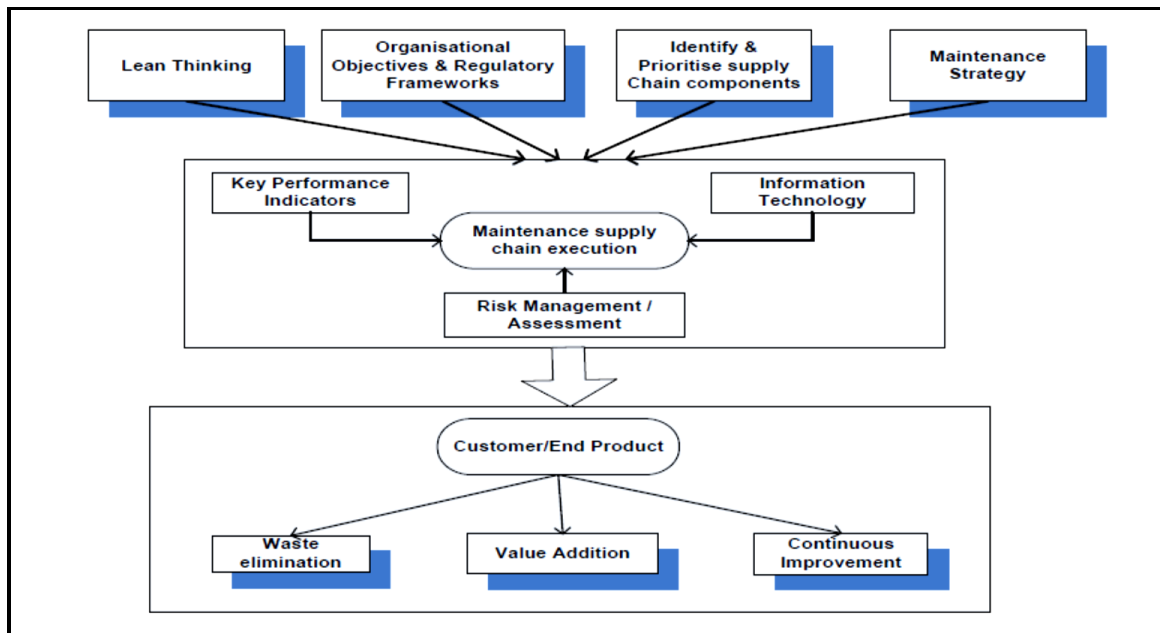 Lean Thinking
Organisational
Objectives & Regulatory
Frameworks
Identify &
Prioritise supply
Chain components
Maintenance
Strategy
Key Performance
Indicators
Information
Technology
Maintenance supply
chain execution
Risk Management /
Assessment
Customer/End Product
Waste
elimination
Value Addition
Continuous
Improvement